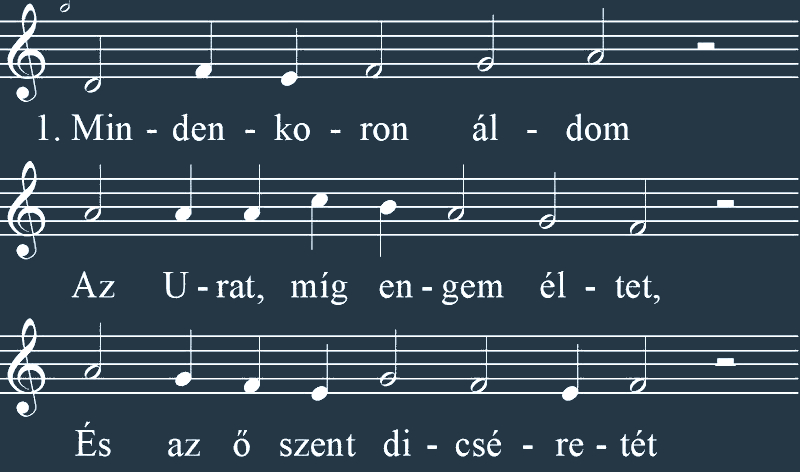 1. Min - den - ko - ron ál - dom
Az U - rat, míg en - gem él - tet,
És az ő szent di - csé - re - tét